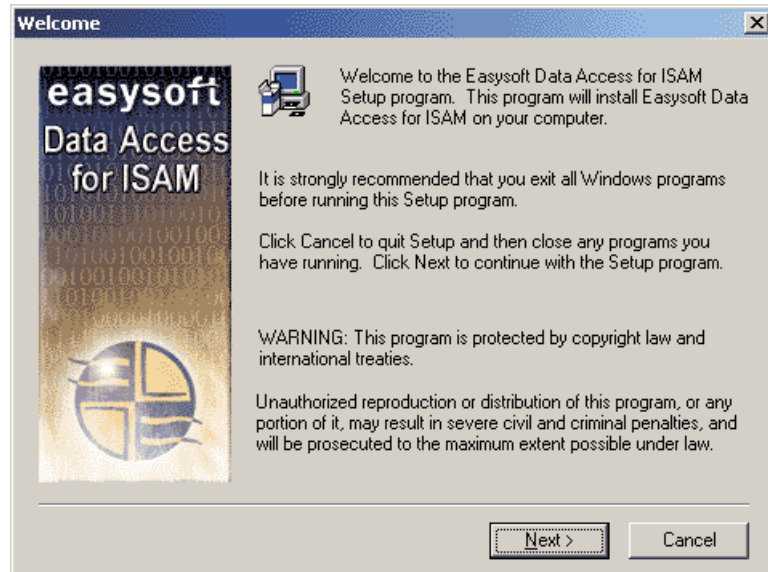 Welcome
easysoft
Data Access
for ISAM
Welcome to the Easysoft Data Access for ISAM
Setup program. This program will install Easysoft Data
Access for ISAM on your computer.
It is strongly recommended that you exit all Windows programs
before running this Setup program.
Click Cancel to quit Setup and then close any programs you
have running. Click Next to continue with the Setup program.
WARNING: This program is protected by copyright law and
international treaties.
Unauthorized reproduction or distribution of this program, or any
portion of it, may result in severe civil and criminal penalties, and
will be prosecuted to the maximum extent possible under law.
Next >
Cancel